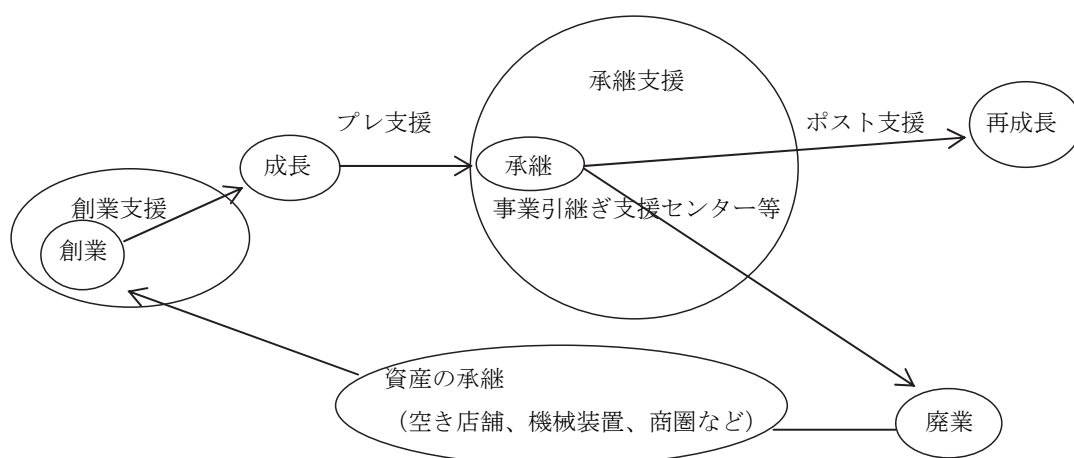 承継支援
プレ支援
ポスト支援
再成長
成長
承継
創業支援
事業引継ぎ支援センター等
創業
資産の承継
（空き店舗、機械装置、商圏など）
廃業